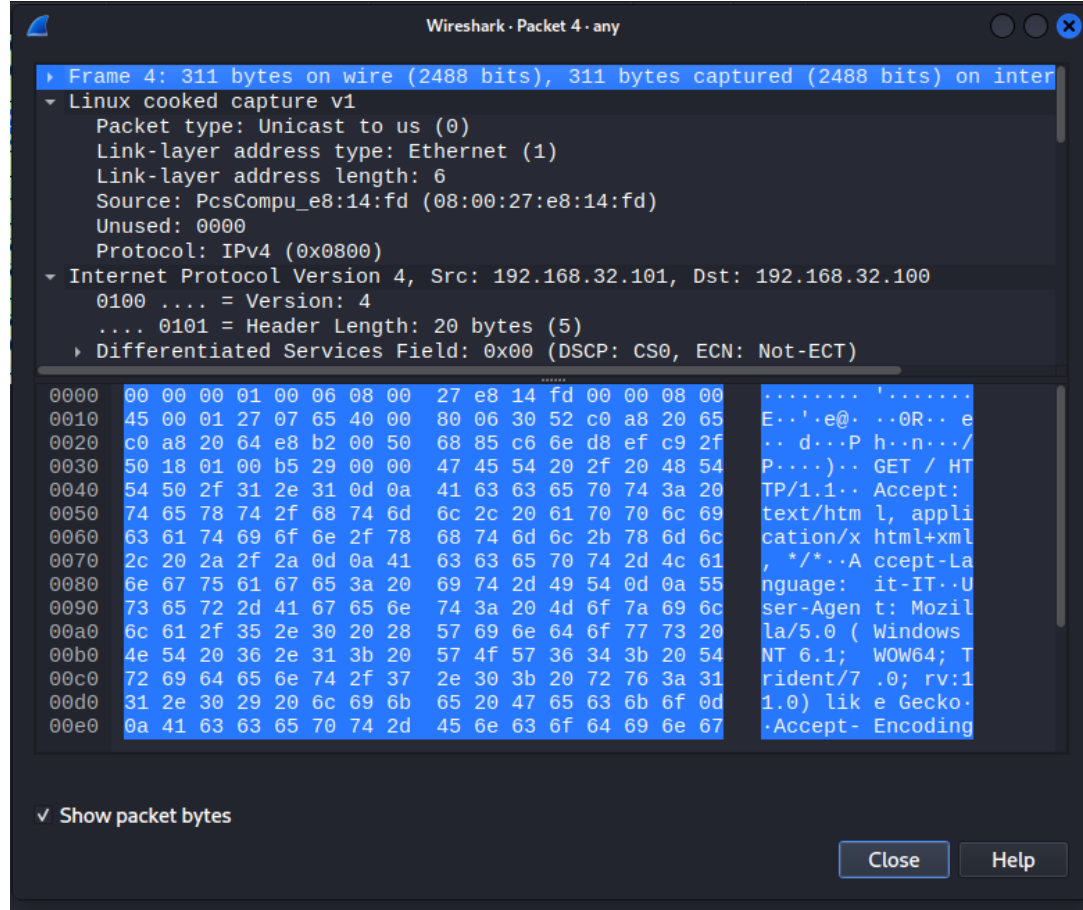 Wireshark · Packet 4 · any
Frame 4: 311 bytes on wire (2488 bits), 311 bytes captured (2488 bits) on inter
Linux cooked capture v1
Packet type: Unicast to us (0)
Link-layer address type: Ethernet (1)
Link-layer address length: 6
Source: PcsCompu_e8:14:fd (08:00:27:e8:14:fd)
Unused: 0000
Protocol: IPv4 (0x0800)
Internet Protocol Version 4, Src: 192.168.32.101, Dst: 192.168.32.100
0100 .... = Version: 4
.... 0101 = Header Length: 20 bytes (5)
Differentiated Services Field: 0x00 (DSCP: CS0, ECN: Not-ECT)
0000 00 00 00 01 00 06 08 00 27 e8 14 fd 00 00 08 00 ········ '·······
0010 45 00 01 27 07 65 40 00 80 06 30 52 c0 a8 20 65 E··'·e@· ··0R·· e
0020 c0 a8 20 64 e8 b2 00 50 68 85 c6 6e d8 ef c9 2f ·· d···P h··n···/
0030 50 18 01 00 b5 29 00 00 47 45 54 20 2f 20 48 54 P····)·· GET / HT
0040 54 50 2f 31 2e 31 0d 0a 41 63 63 65 70 74 3a 20 TP/1.1·· Accept:
0050 74 65 78 74 2f 68 74 6d 6c 2c 20 61 70 70 6c 69 text/htm l, appli
0060 63 61 74 69 6f 6e 2f 78 68 74 6d 6c 2b 78 6d 6c cation/x html+xml
0070 2c 20 2a 2f 2a 0d 0a 41 63 63 65 70 74 2d 4c 61 , */*··A ccept-La
0080 6e 67 75 61 67 65 3a 20 69 74 2d 49 54 0d 0a 55 nguage: it-IT··U
0090 73 65 72 2d 41 67 65 6e 74 3a 20 4d 6f 7a 69 6c ser-Agen t: Mozil
00a0 6c 61 2f 35 2e 30 20 28 57 69 6e 64 6f 77 73 20 la/5.0 ( Windows
00b0 4e 54 20 36 2e 31 3b 20 57 4f 57 36 34 3b 20 54 NT 6.1; WOW64; T
00c0 72 69 64 65 6e 74 2f 37 2e 30 3b 20 72 76 3a 31 rident/7 .0; rv:1
00d0 31 2e 30 29 20 6c 69 6b 65 20 47 65 63 6b 6f 0d 1.0) lik e Gecko·
00e0 0a 41 63 63 65 70 74 2d 45 6e 63 6f 64 69 6e 67 ·Accept- Encoding
Show packet bytes
Close Help